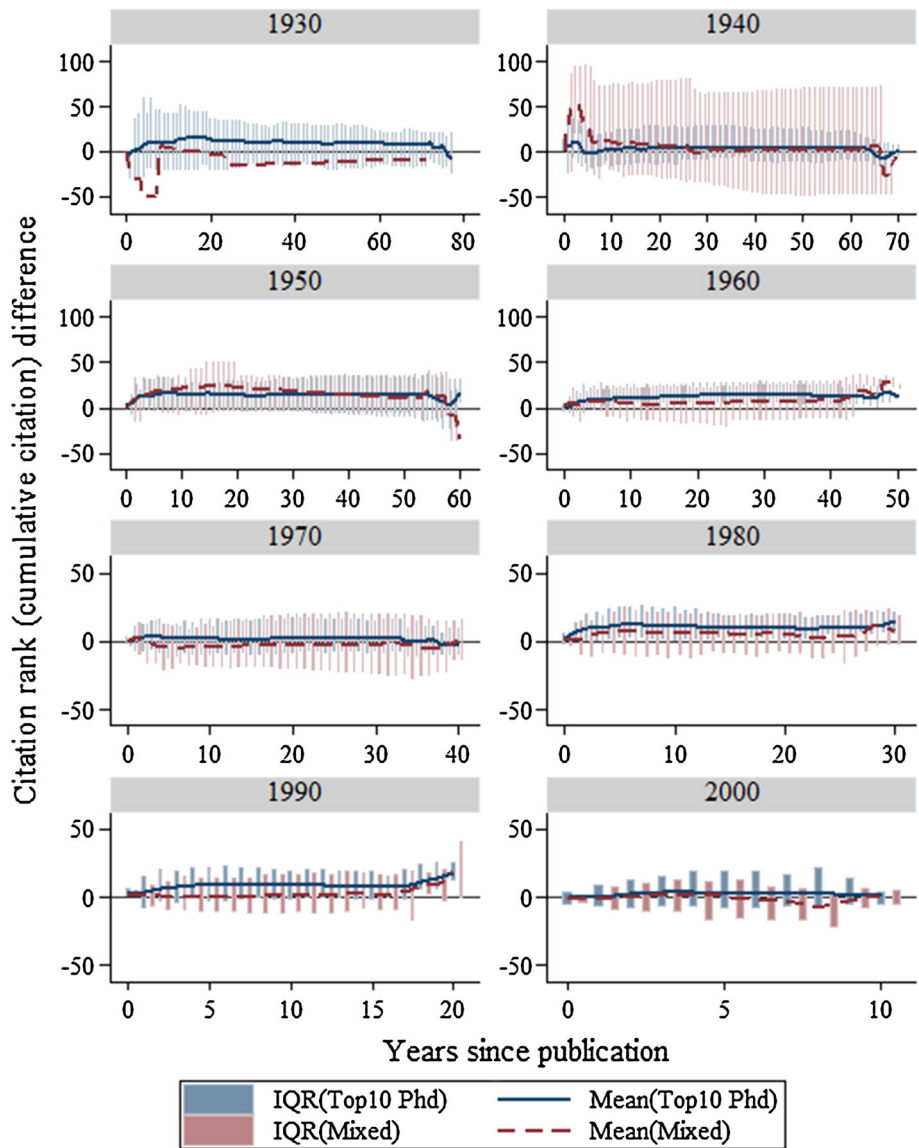 1930
1940
100
50
0
-50
0 20 40 60 80
100
50
0
-50
0 10 20 30 40 50 60 70
1950
1960
100
50
0
-50
0 10 20 30 40 50 60
100
50
0
-50
0 10 20 30 40 50
1970
1980
50
0
-50
0 10 20 30 40
50
0
-50
0 10 20 30
1990
2000
50
0
-50
0 5 10 15 20
50
0
-50
0 5 10
Citation rank (cumulative citation) difference
Years since publication
IQR(Top10 Phd)
Mean(Top10 Phd)
IQR(Mixed)
Mean(Mixed)